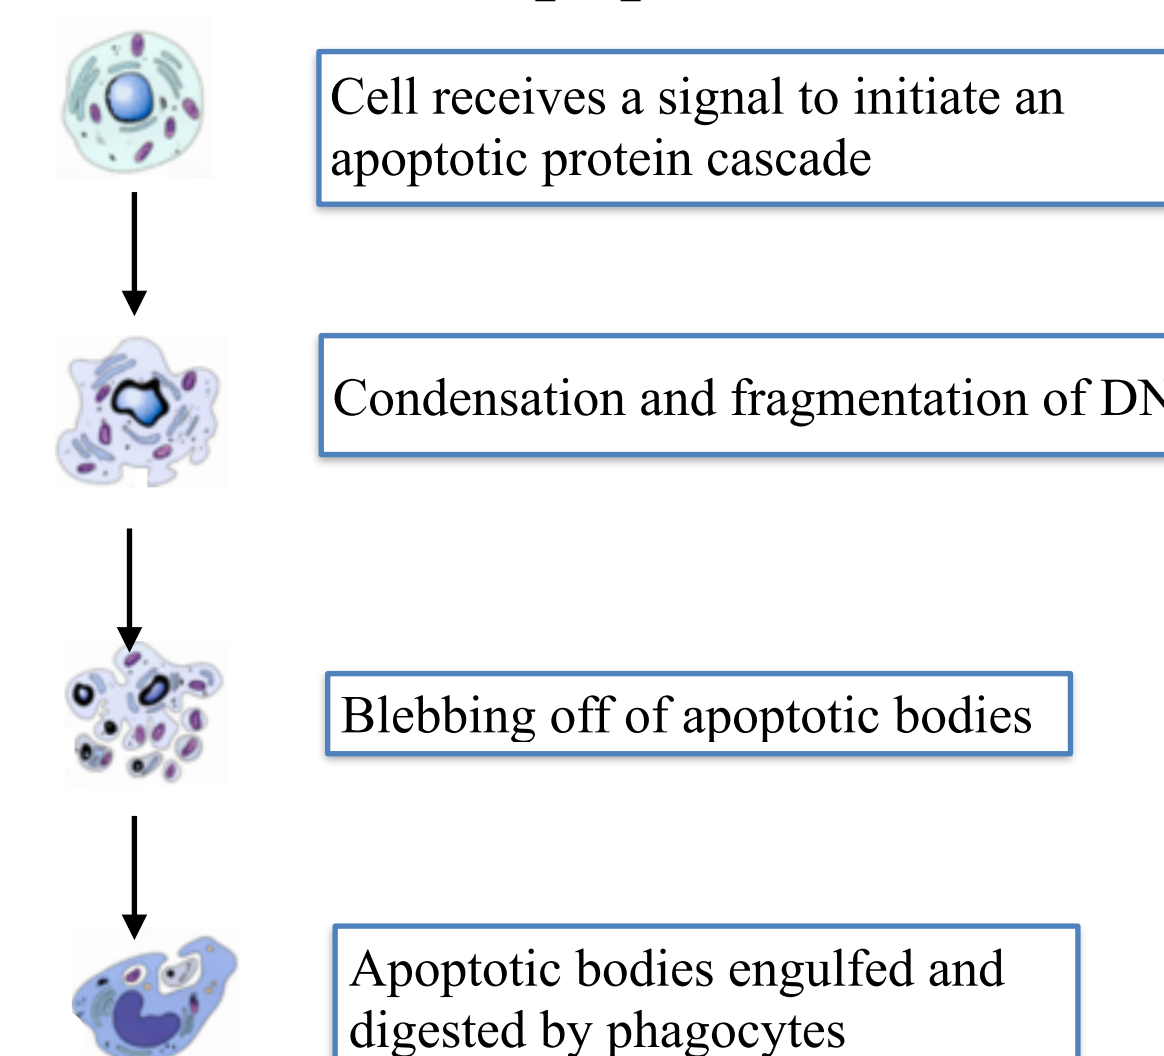 Cell receives a signal to initiate an
apoptotic protein cascade
Condensation and fragmentation of DN
Blebbing off of apoptotic bodies
Apoptotic bodies engulfed and
digested by phagocytes